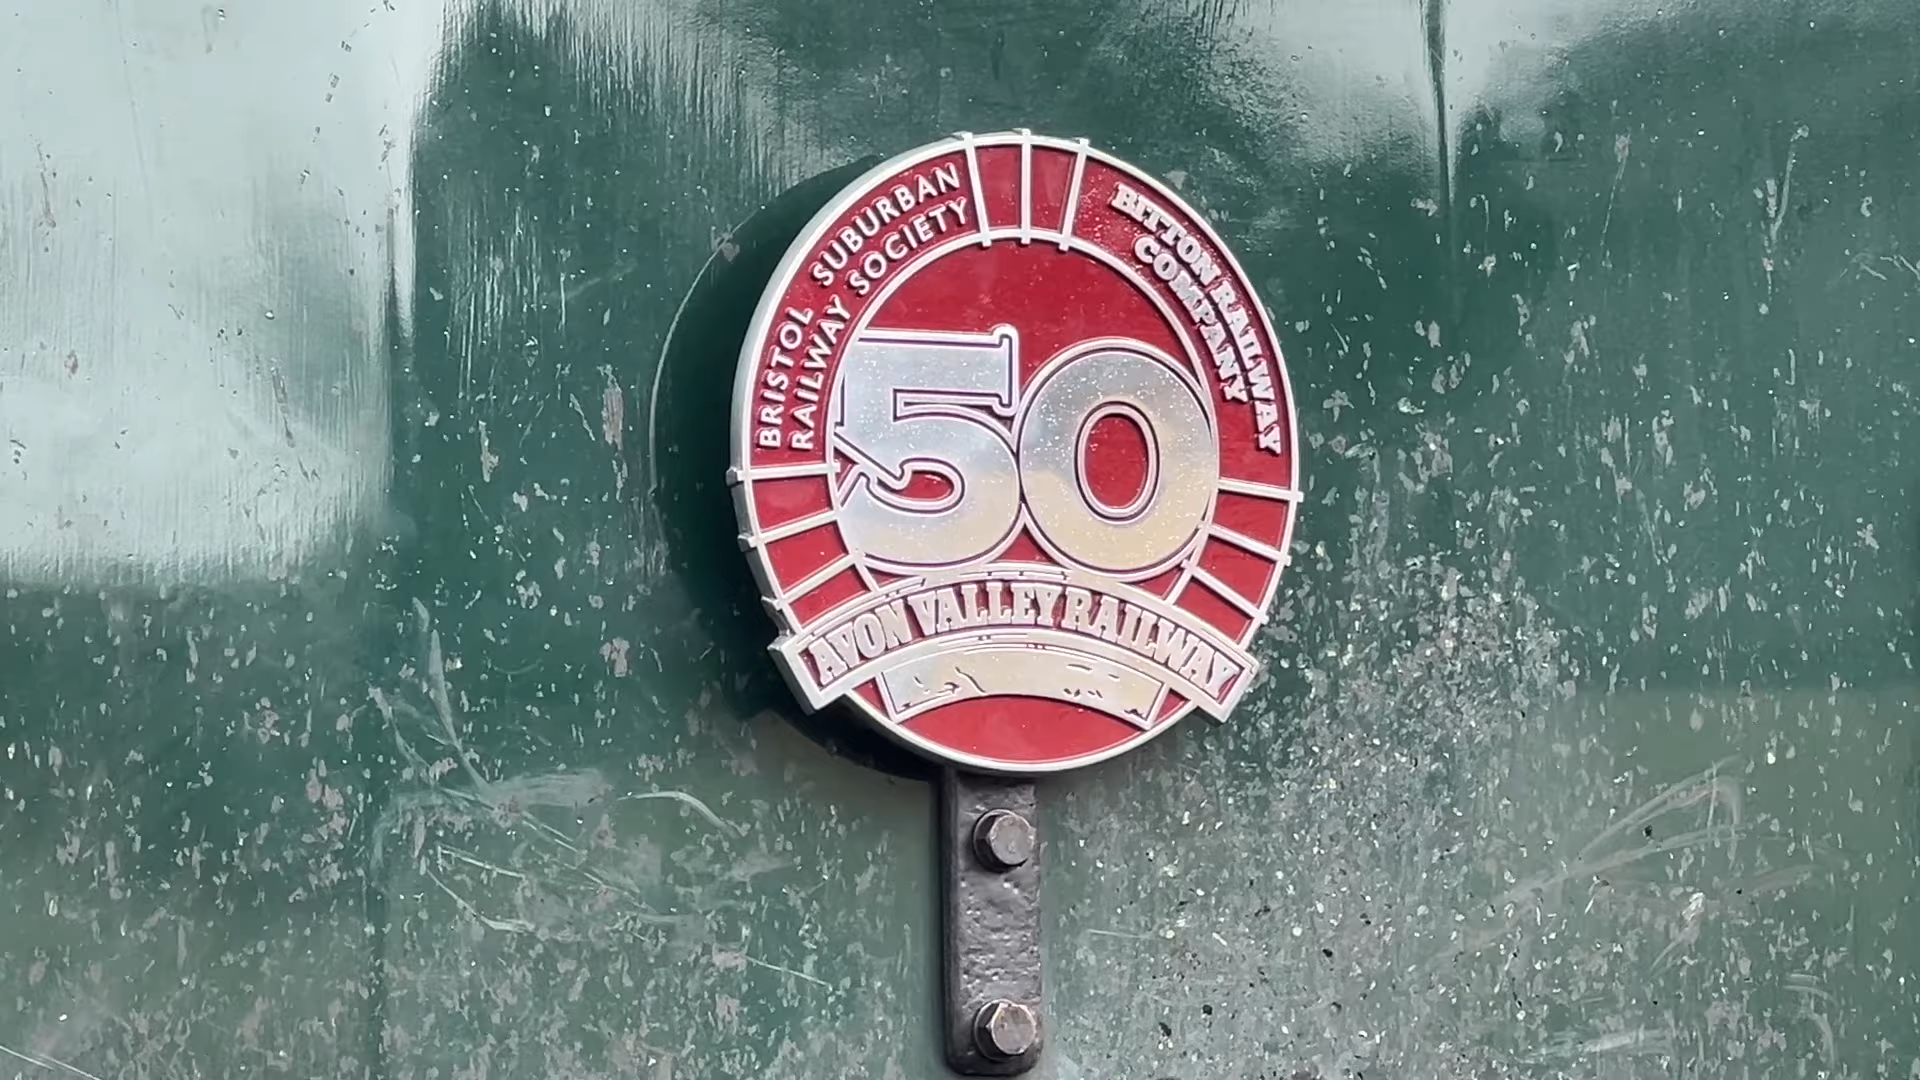 BRISTOL SUBURBAN
RAILWAY SOCIETY
BITTON RAILWAY
COMPANY
50
AVON VALLEY RAILWAY